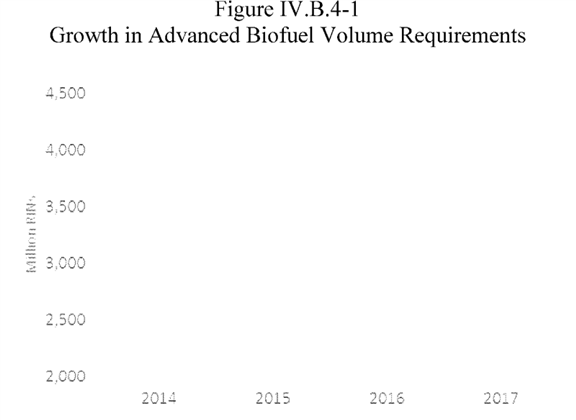 Figure IV.B.4-1
Growth in Advanced Biofuel Volume Requirements
4,500
4,000
3,500
3,000
2,500
2,000
Million RINs
2014 2015 2016 2017